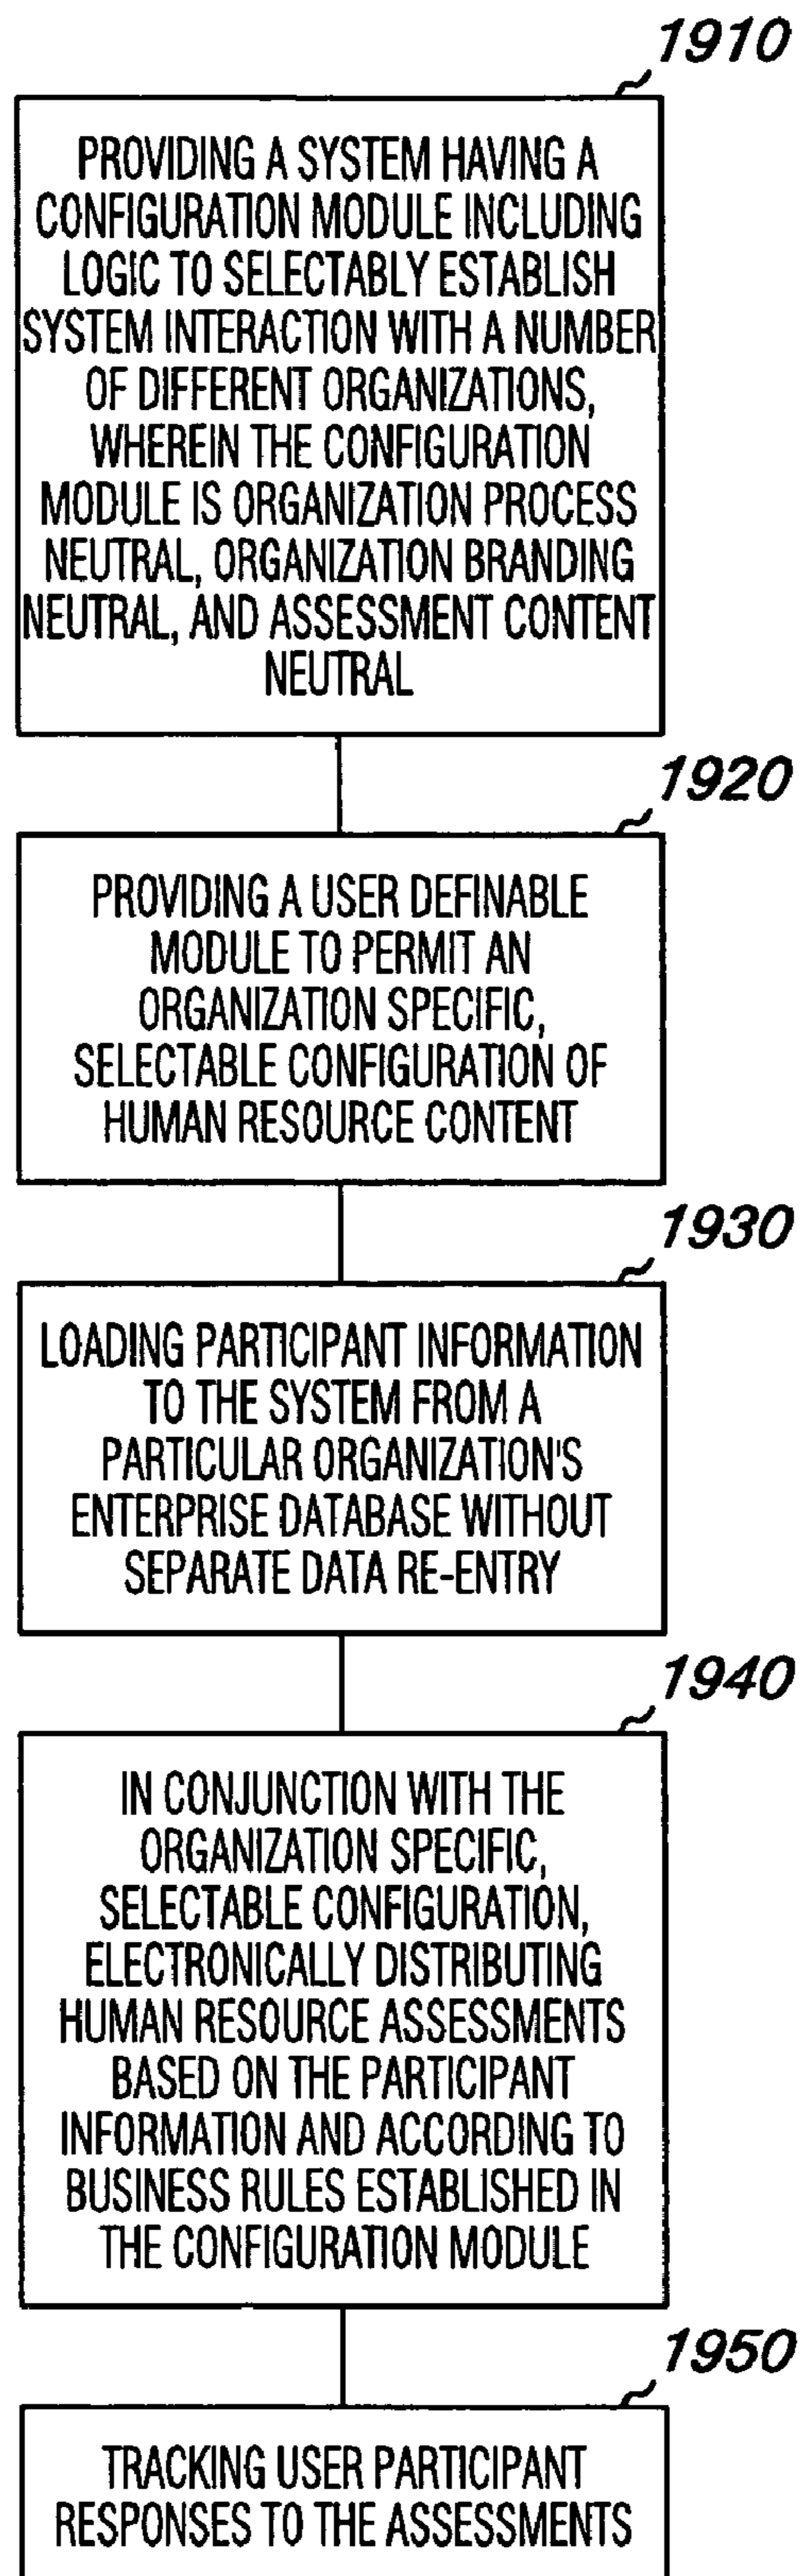 1910
PROVIDING A SYSTEM HAVING A
CONFIGURATION MODULE INCLUDING
LOGIC TO SELECTABLY ESTABLISH
SYSTEM INTERACTION WITH A NUMBER
OF DIFFERENT ORGANIZATIONS,
WHEREIN THE CONFIGURATION
MODULE IS ORGANIZATION PROCESS
NEUTRAL, ORGANIZATION BRANDING
NEUTRAL, AND ASSESSMENT CONTENT
NEUTRAL
1920
PROVIDING A USER DEFINABLE
MODULE TO PERMIT AN
ORGANIZATION SPECIFIC,
SELECTABLE CONFIGURATION OF
HUMAN RESOURCE CONTENT
1930
LOADING PARTICIPANT INFORMATION
TO THE SYSTEM FROM A
PARTICULAR ORGANIZATION'S
ENTERPRISE DATABASE WITHOUT
SEPARATE DATA RE-ENTRY
1940
IN CONJUNCTION WITH THE
ORGANIZATION SPECIFIC,
SELECTABLE CONFIGURATION,
ELECTRONICALLY DISTRIBUTING
HUMAN RESOURCE ASSESSMENTS
BASED ON THE PARTICIPANT
INFORMATION AND ACCORDING TO
BUSINESS RULES ESTABLISHED IN
THE CONFIGURATION MODULE
1950
TRACKING USER PARTICIPANT
RESPONSES TO THE ASSESSMENTS